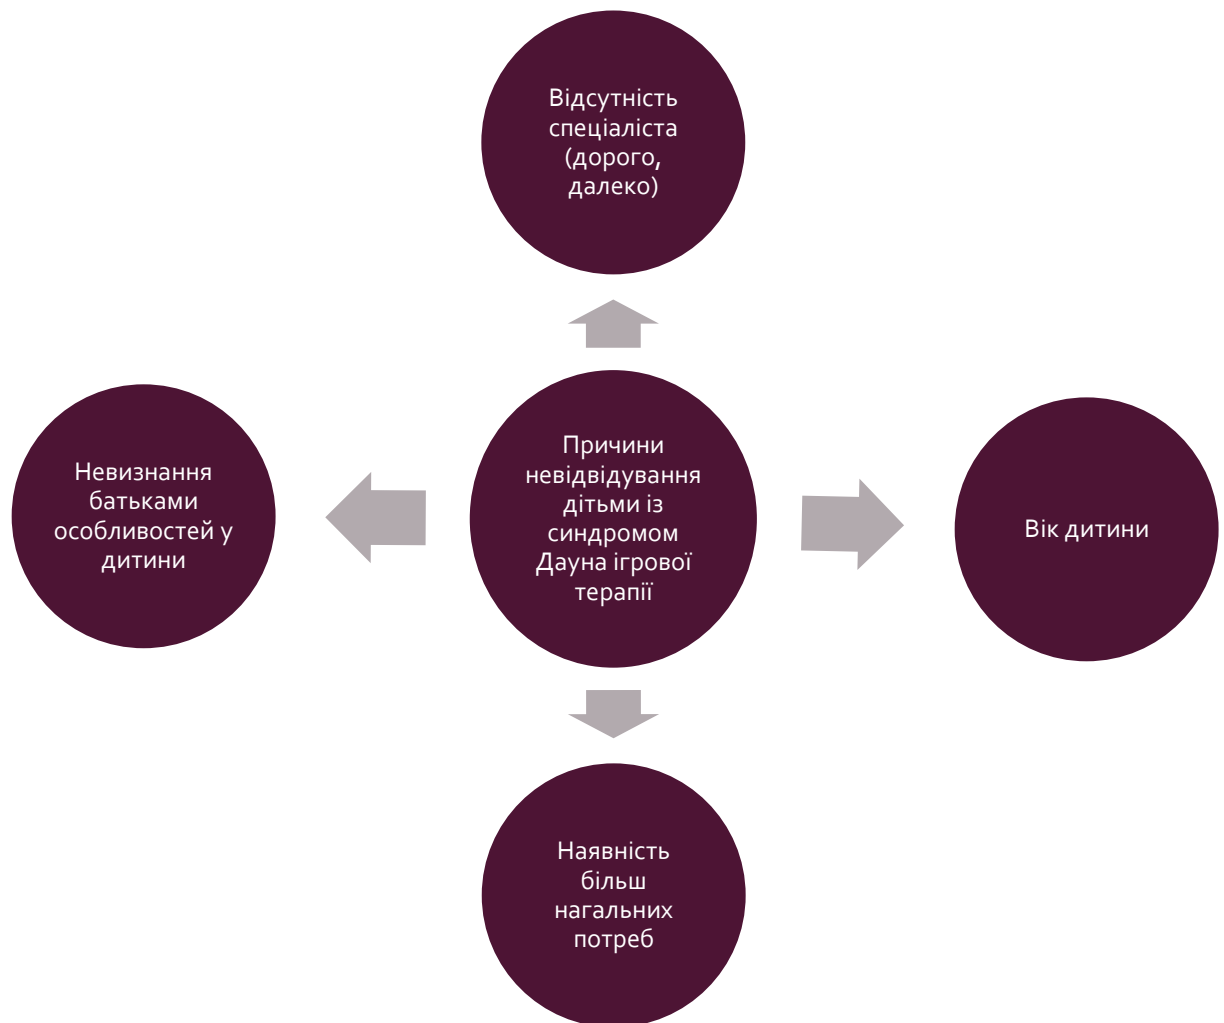 Відсутність
спеціаліста
(дорого,
далеко)
Невизнання
батьками
особливостей у
дитини
Причини
невідвідування
дітьми із
синдромом
Дауна ігрової
терапії
Вік дитини
Наявність
більш
нагальних
потреб